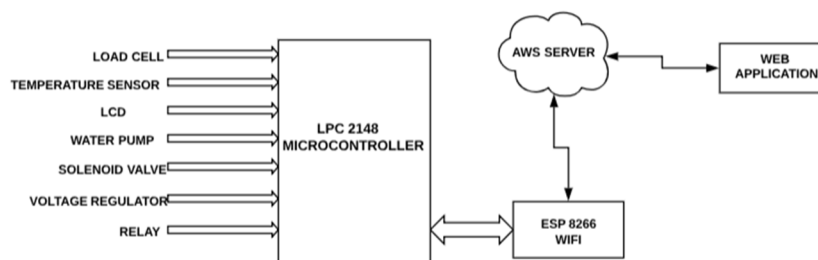 LOAD CELL
TEMPERATURE SENSOR
LCD
WATER PUMP
SOLENOID VALVE
VOLTAGE REGULATOR
RELAY
LPC 2148
MICROCONTROLLER
AWS SERVER
WEB
APPLICATION
ESP 8266
WIFI